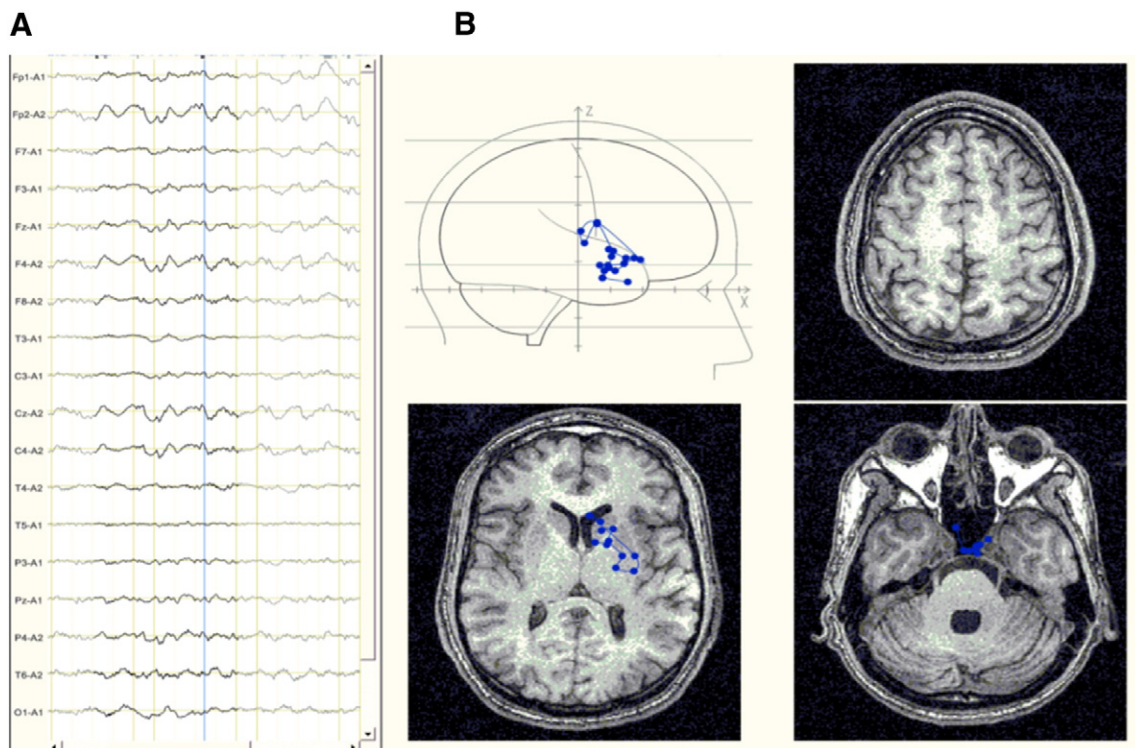 A
B
Fp1-A1
Fp2-A2
F7-A1
F3-A1
Fz-A1
F4-A2
F8-A2
T3-A1
C3-A1
Cz-A2
C4-A2
T4-A2
T5-A1
P3-A1
Pz-A1
P4-A2
T6-A2
O1-A1
Z
X